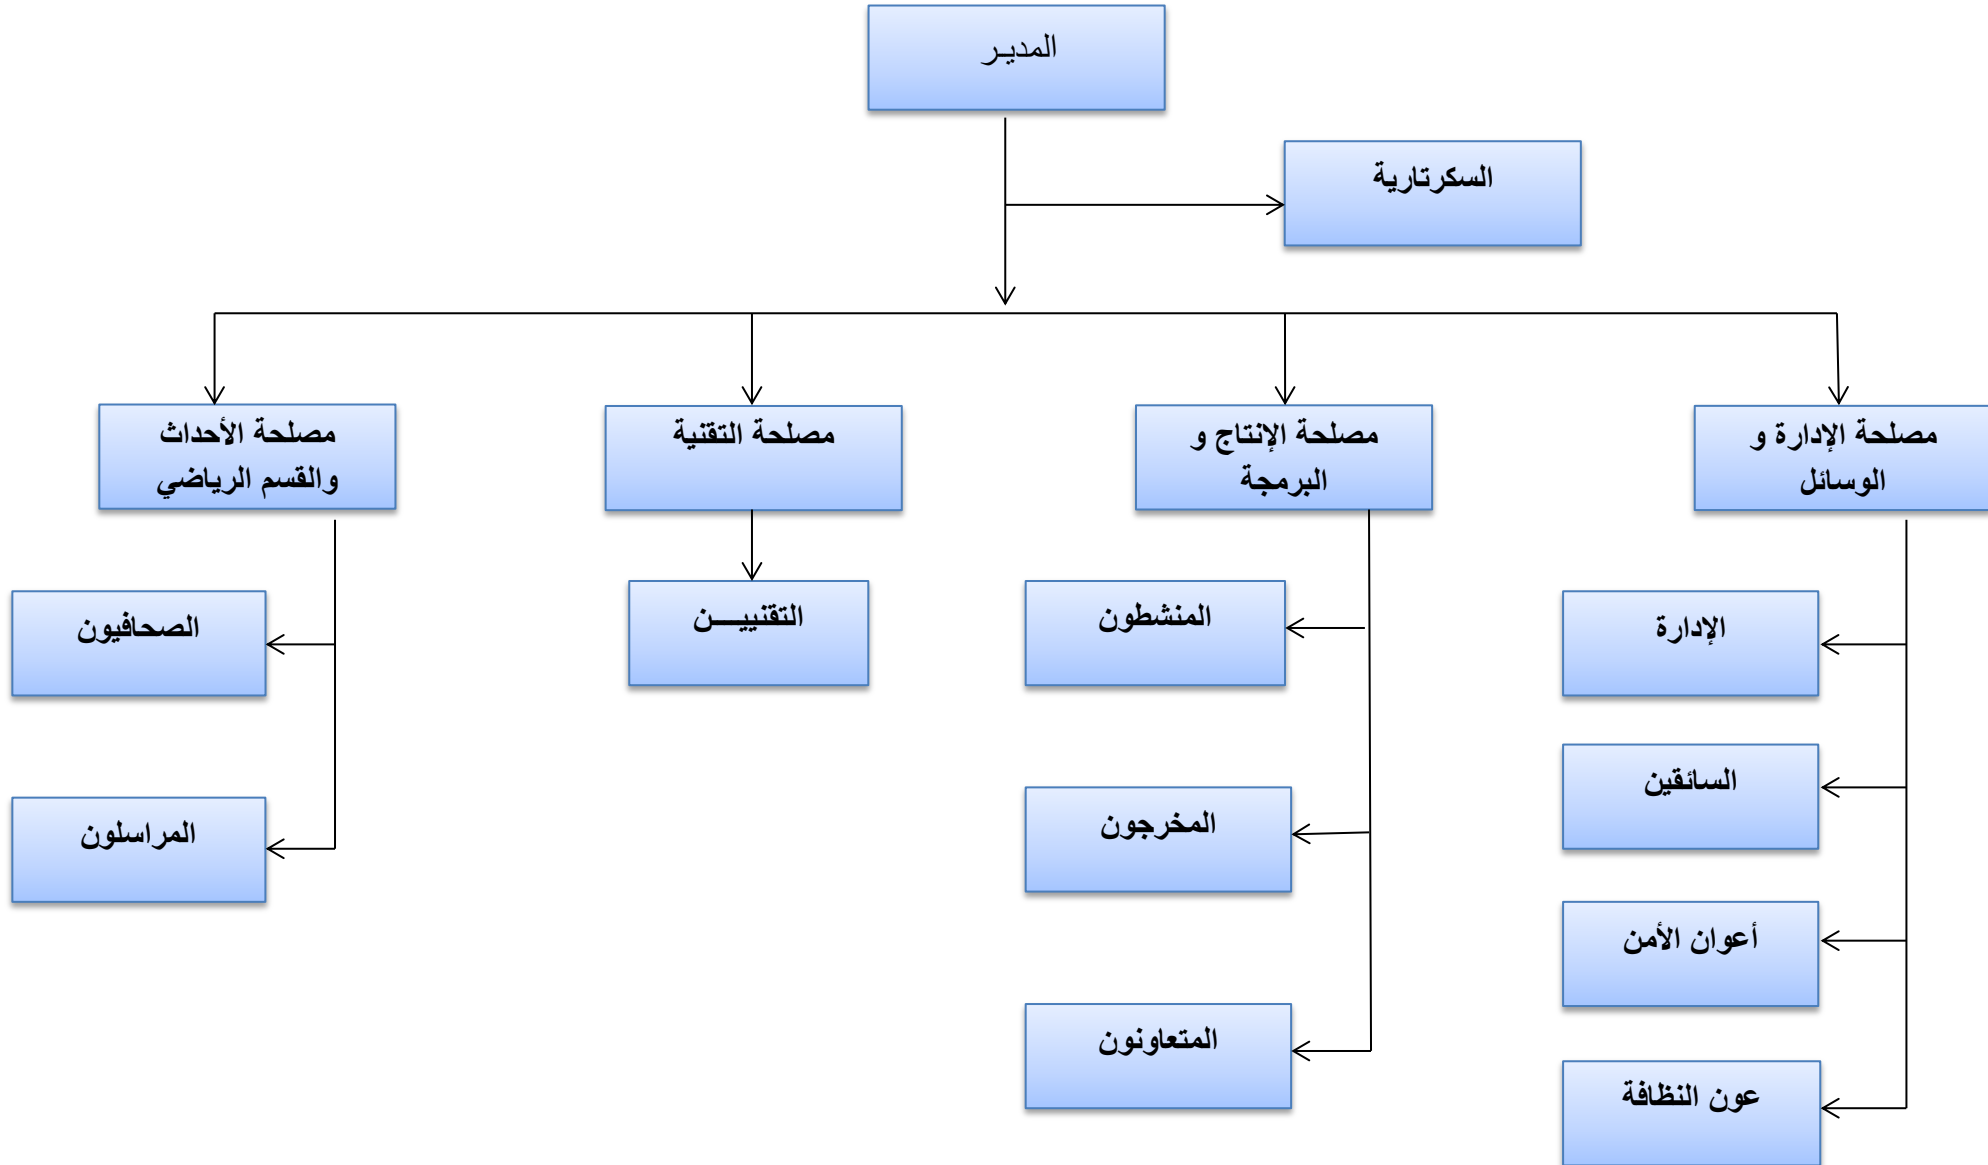 المديـر
السكرتارية
مصلحة الإدارة و
الوسائل
مصلحة الإنتاج و
البرمجة
مصلحة التقنية
مصلحة الأحداث
والقسم الرياضي
الإدارة
السائقين
أعوان الأمن
عون النظافة
المنشطون
المخرجون
المتعاونون
التقنييـــن
الصحافيون
المراسلون